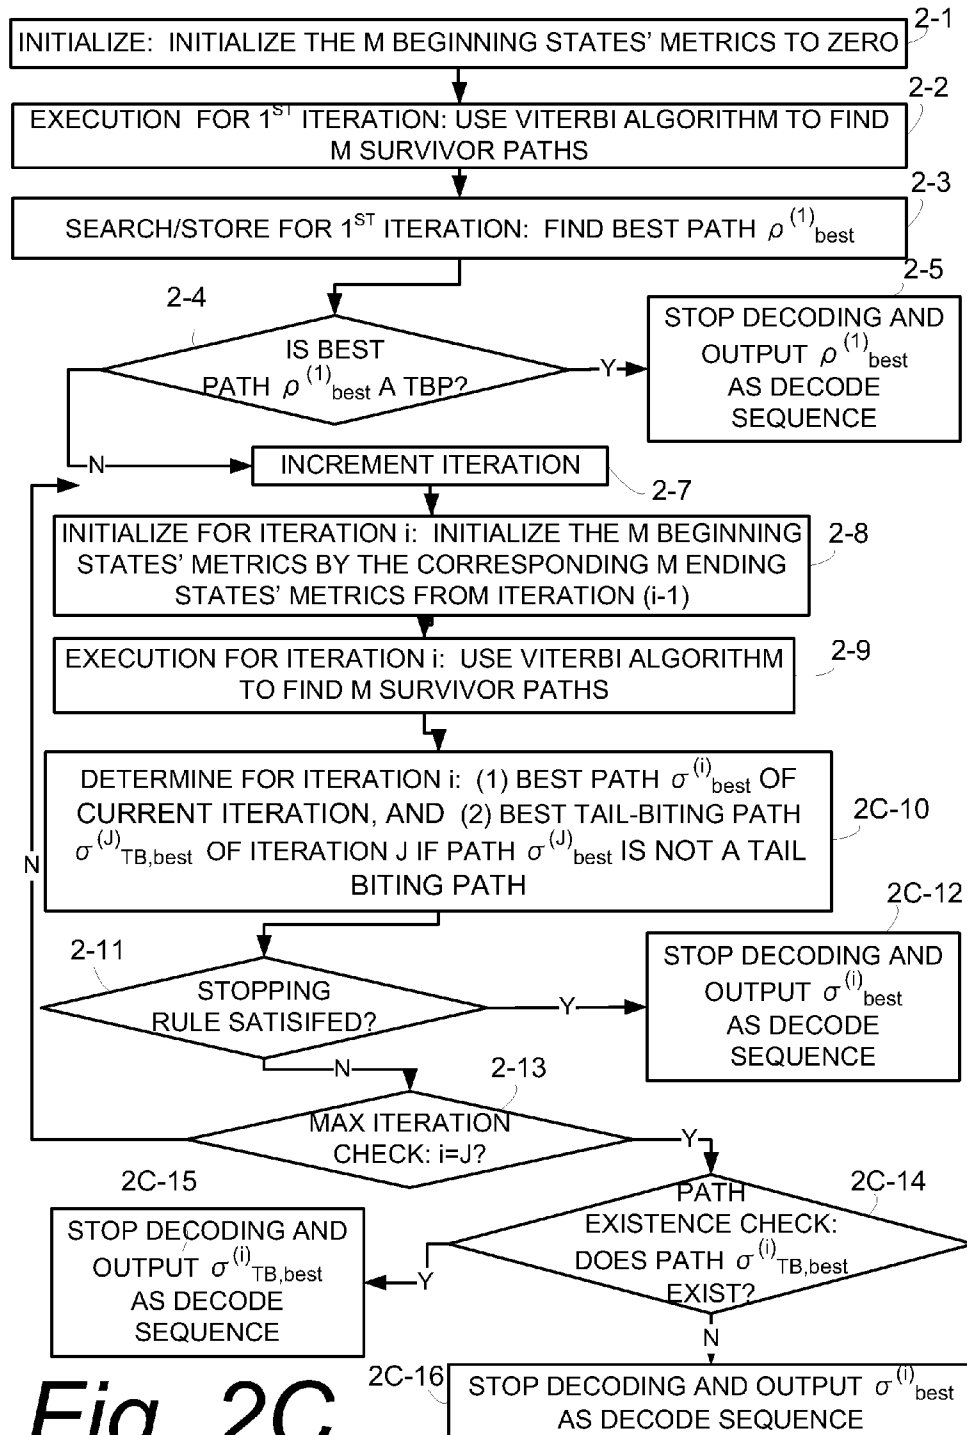 2-1
INITIALIZE: INITIALIZE THE M BEGINNING STATES' METRICS TO ZERO
2-2
EXECUTION FOR 1ST ITERATION: USE VITERBI ALGORITHM TO FIND
M SURVIVOR PATHS
2-3
SEARCH/STORE FOR 1ST ITERATION: FIND BEST PATH ρ(1)best
2-4
IS BEST
PATH ρ(1)best A TBP?
Y
2-5
STOP DECODING AND
OUTPUT ρ(1)best
AS DECODE
SEQUENCE
N
INCREMENT ITERATION
2-7
INITIALIZE FOR ITERATION i: INITIALIZE THE M BEGINNING
STATES' METRICS BY THE CORRESPONDING M ENDING
STATES' METRICS FROM ITERATION (i-1)
2-8
EXECUTION FOR ITERATION i: USE VITERBI ALGORITHM
TO FIND M SURVIVOR PATHS
2-9
DETERMINE FOR ITERATION i: (1) BEST PATH σ(i)best OF
CURRENT ITERATION, AND (2) BEST TAIL-BITING PATH
σ(J)TB,best OF ITERATION J IF PATH σ(J)best IS NOT A TAIL
BITING PATH
2C-10
N
2-11
STOPPING
RULE SATISIFED?
Y
2C-12
STOP DECODING AND
OUTPUT σ(i)best
AS DECODE
SEQUENCE
N
2-13
MAX ITERATION
CHECK: i=J?
Y
2C-14
PATH
EXISTENCE CHECK:
DOES PATH σ(i)TB,best
EXIST?
Y
2C-15
STOP DECODING AND
OUTPUT σ(i)TB,best
AS DECODE
SEQUENCE
N
2C-16
STOP DECODING AND OUTPUT σ(i)best
AS DECODE SEQUENCE
Fig. 2C